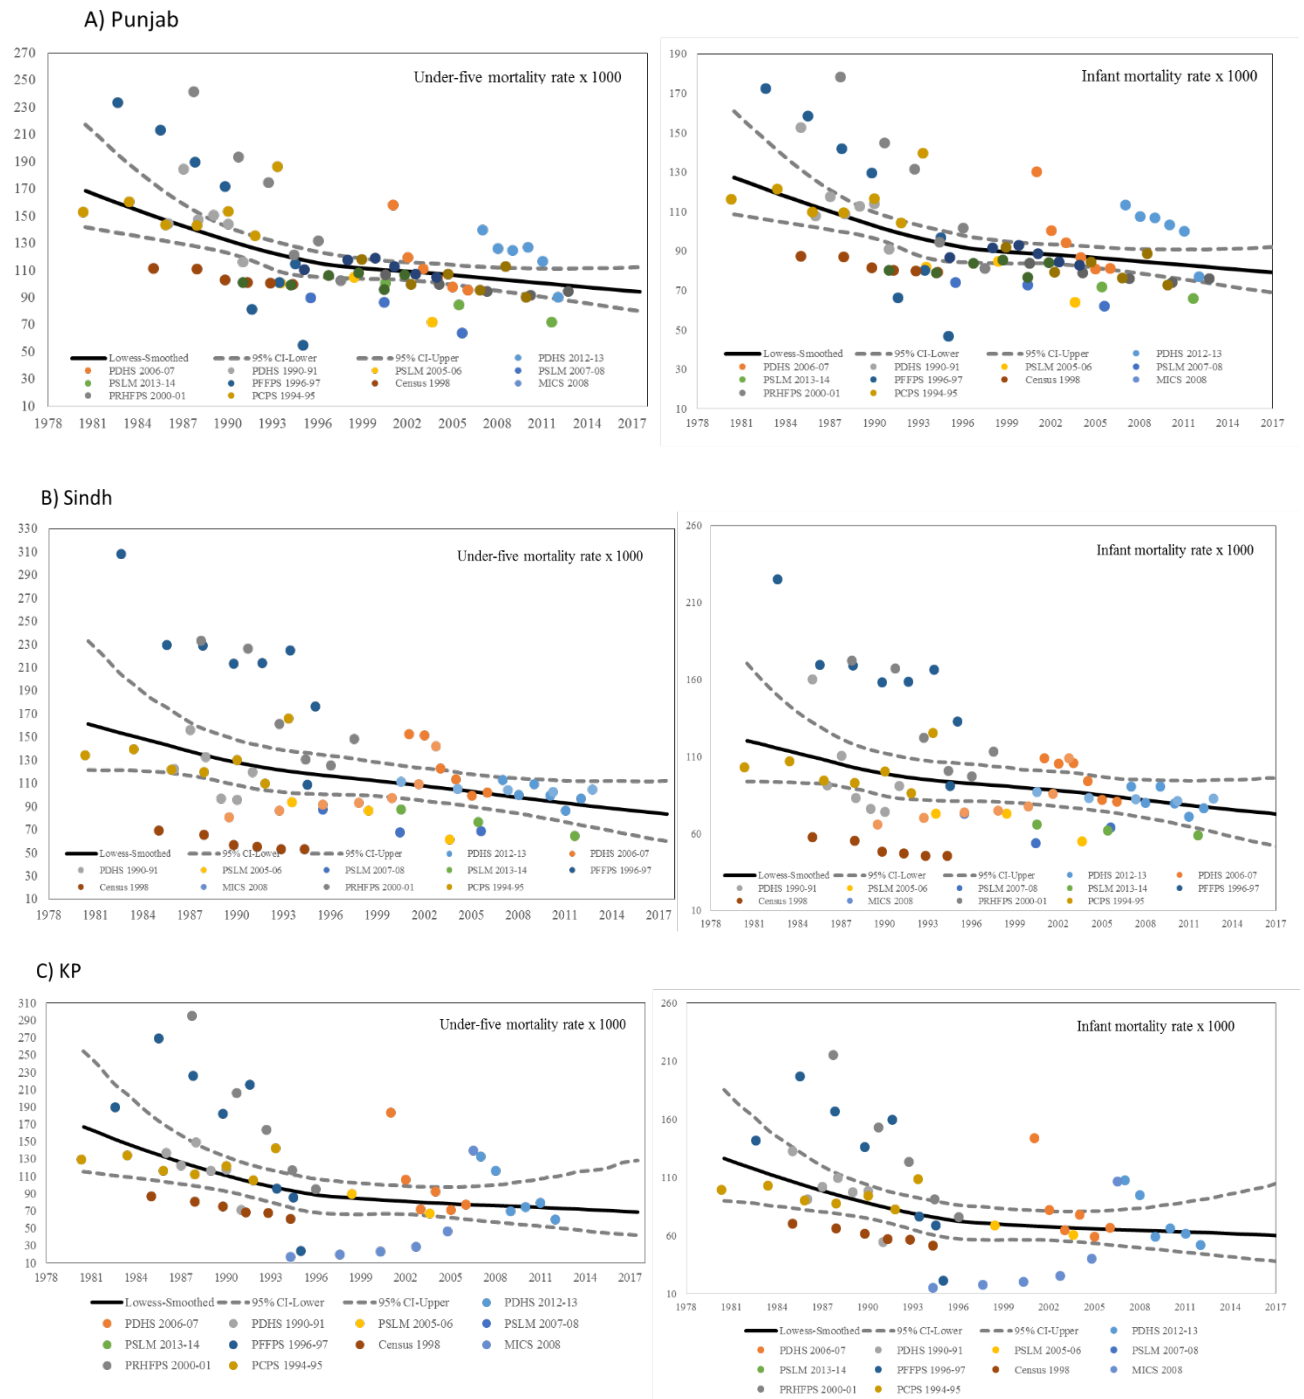 A) Punjab
Under-five mortality rate x 1000
270
250
230
210
190
170
150
130
110
90
70
50
30
10
Lowess-Smoothed 95% CI-Lower 95% CI-Upper PDHS 2012-13
PDHS 2006-07 PDHS 1990-91 PSLM 2005-06 PSLM 2007-08
PSLM 2013-14 PFFPS 1996-97 Census 1998 MICS 2008
PRHFPS 2000-01 PCPS 1994-95
1978 1981 1984 1987 1990 1993 1996 1999 2002 2005 2008 2011 2014 2017
Infant mortality rate x 1000
190
170
150
130
110
90
70
50
30
10
Lowess-Smoothed 95% CI-Lower 95% CI-Upper PDHS 2012-13
PDHS 2006-07 PDHS 1990-91 PSLM 2005-06 PSLM 2007-08
PSLM 2013-14 PFFPS 1996-97 Census 1998 MICS 2008
PRHFPS 2000-01 PCPS 1994-95
1978 1981 1984 1987 1990 1993 1996 1999 2002 2005 2008 2011 2014 2017
B) Sindh
Under-five mortality rate x 1000
330
310
290
270
250
230
210
190
170
150
130
110
90
70
50
30
10
Lowess-Smoothed 95% CI-Lower 95% CI-Upper PDHS 2012-13 PDHS 2006-07
PDHS 1990-91 PSLM 2005-06 PSLM 2007-08 PSLM 2013-14 PFFPS 1996-97
Census 1998 MICS 2008 PRHFPS 2000-01 PCPS 1994-95
1978 1981 1984 1987 1990 1993 1996 1999 2002 2005 2008 2011 2014 2017
Infant mortality rate x 1000
260
210
160
110
60
10
Lowess-Smoothed 95% CI-Lower 95% CI-Upper PDHS 2012-13 PDHS 2006-07
PDHS 1990-91 PSLM 2005-06 PSLM 2007-08 PSLM 2013-14 PFFPS 1996-97
Census 1998 MICS 2008 PRHFPS 2000-01 PCPS 1994-95
1978 1981 1984 1987 1990 1993 1996 1999 2002 2005 2008 2011 2014 2017
C) KP
Under-five mortality rate x 1000
310
290
270
250
230
210
190
170
150
130
110
90
70
50
30
10
1978 1981 1984 1987 1990 1993 1996 1999 2002 2005 2008 2011 2014 2017
Lowess-Smoothed 95% CI-Lower 95% CI-Upper PDHS 2012-13
PDHS 2006-07 PDHS 1990-91 PSLM 2005-06 PSLM 2007-08
PSLM 2013-14 PFFPS 1996-97 Census 1998 MICS 2008
PRHFPS 2000-01 PCPS 1994-95
Infant mortality rate x 1000
260
210
160
110
60
10
1978 1981 1984 1987 1990 1993 1996 1999 2002 2005 2008 2011 2014 2017
Lowess-Smoothed 95% CI-Lower 95% CI-Upper PDHS 2012-13
PDHS 2006-07 PDHS 1990-91 PSLM 2005-06 PSLM 2007-08
PSLM 2013-14 PFFPS 1996-97 Census 1998 MICS 2008
PRHFPS 2000-01 PCPS 1994-95